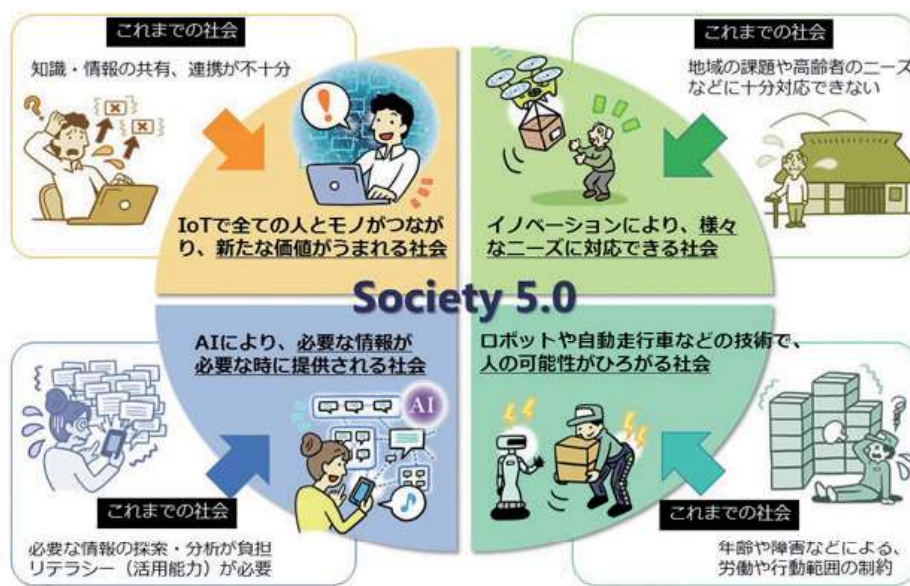 これまでの社会
知識・情報の共有、連携が不十分
IoTで全ての人とモノがつなが
り、新たな価値がうまれる社会
これまでの社会
地域の課題や高齢者のニーズ
などに十分対応できない
イノベーションにより、様々
なニーズに対応できる社会
Society 5.0
AIにより、必要な情報が
必要な時に提供される社会
AI
これまでの社会
必要な情報の探索・分析が負担
リテラシー（活用能力）が必要
ロボットや自動走行車などの技術で、
人の可能性がひろがる社会
これまでの社会
年齢や障害などによる、
労働や行動範囲の制約